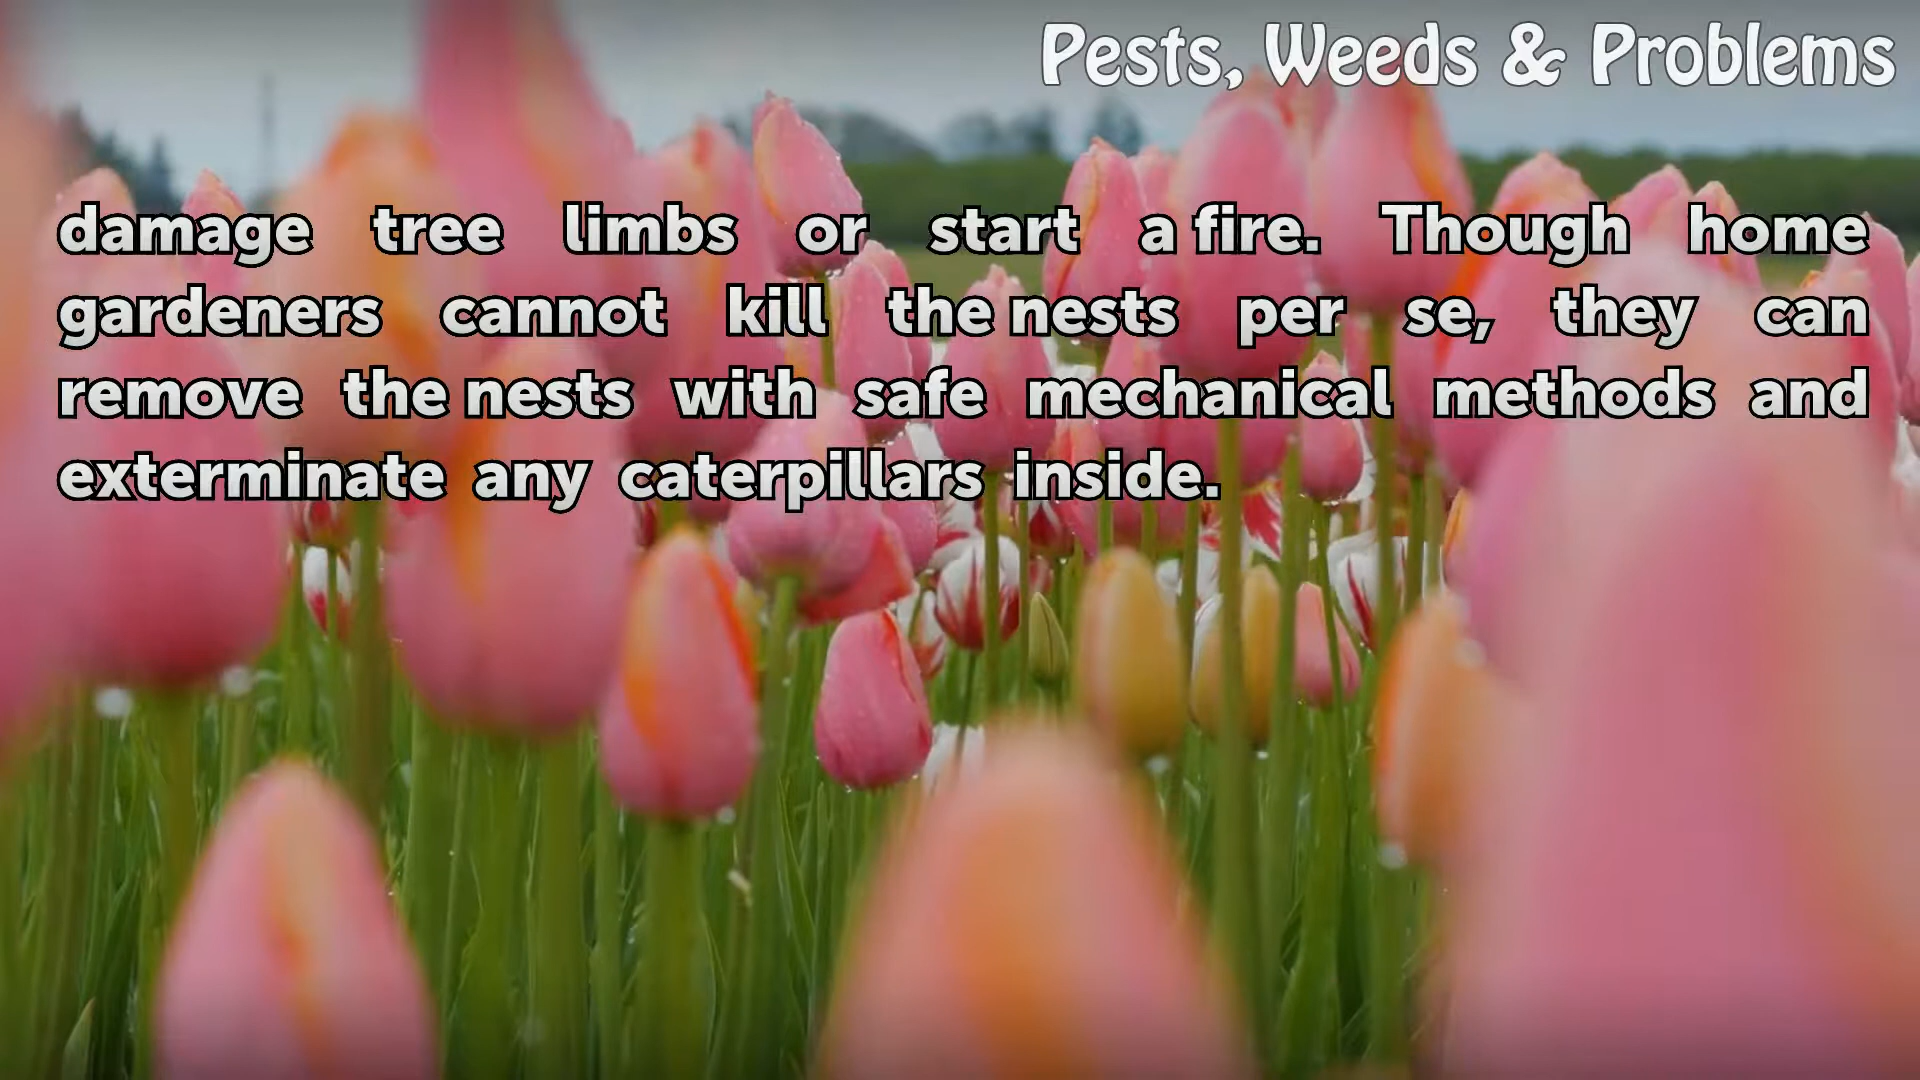 Pests, Weeds & Problems
damage tree limbs or start a fire. Though home
gardeners cannot kill the nests per se, they can
remove the nests with safe mechanical methods and
exterminate any caterpillars inside.